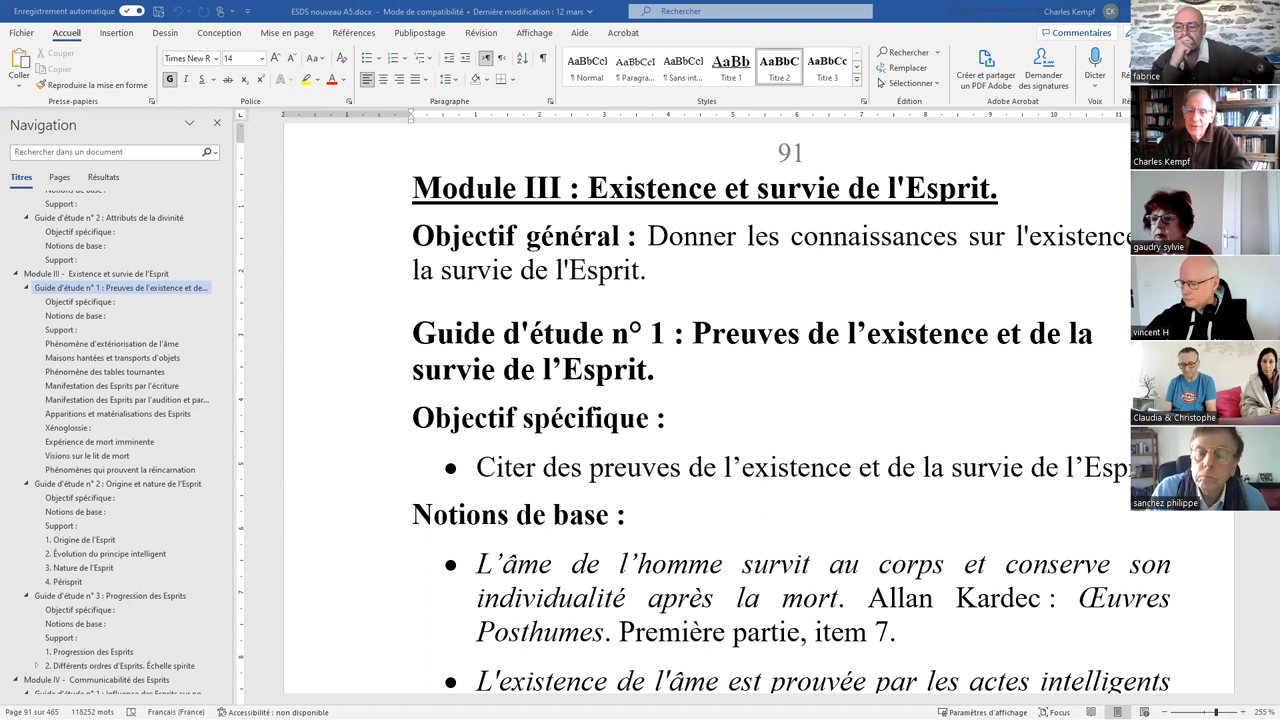 Enregistrement automatique
ESDS nouveau A5.docx - Mode de compatibilité • Dernière modification : 12 mars.
Rechercher
Charles Kempf
CK
Fichier
Accueil
Insertion
Dessin
Conception
Mise en page
Références
Publipostage
Révision
Affichage
Aide
Acrobat
Commentaires
Coller
Couper
Copier
Reproduire la mise en forme
Presse-papiers
Times New R
14
Police
Paragraphe
AaBbCcI
¶ Normal
AaBbCcI
¶ Paragra...
AaBbCcI
¶ Sans int...
AaBb
Titre 1
AaBbC
Titre 2
AaBbCc
Titre 3
Styles
Rechercher
Remplacer
Sélectionner
Édition
Créer et partager
un PDF Adobe
Demander
des signatures
Adobe Acrobat
Dicter
Voix
Navigation
Rechercher dans un document
Titres
Pages
Résultats
Notions de base :
Support :
Guide d'étude n° 2 : Attributs de la divinité
Objectif spécifique :
Notions de base :
Support :
Module III - Existence et survie de l'Esprit
Guide d'étude n° 1 : Preuves de l'existence et de...
Objectif spécifique :
Notions de base :
Support :
Phénomène d'extériorisation de l'âme
Maisons hantées et transports d'objets
Phénomène des tables tournantes
Manifestation des Esprits par l'écriture
Manifestation des Esprits par l'audition et par...
Apparitions et matérialisations des Esprits
Xénoglossie :
Expérience de mort imminente
Visions sur le lit de mort
Phénomènes qui prouvent la réincarnation
Guide d'étude n° 2 : Origine et nature de l'Esprit
Objectif spécifique :
Notions de base :
Support :
1. Origine de l'Esprit
2. Évolution du principe intelligent
3. Nature de l'Esprit
4. Périsprit
Guide d'étude n° 3 : Progression des Esprits
Objectif spécifique :
Notions de base :
Support :
1. Progression des Esprits
2. Différents ordres d'Esprits. Échelle spirite
Module IV - Communicabilité des Esprits
Guide d'étude n° 1 : Influence des Esprits sur no
91
Module III : Existence et survie de l'Esprit.
Objectif général : Donner les connaissances sur l'existence
la survie de l'Esprit.
Guide d'étude n° 1 : Preuves de l’existence et de la
survie de l’Esprit.
Objectif spécifique :
• Citer des preuves de l’existence et de la survie de l’Esp
Notions de base :
• L’âme de l’homme survit au corps et conserve son
individualité après la mort. Allan Kardec : Œuvres
Posthumes. Première partie, item 7.
• L'existence de l'âme est prouvée par les actes intelligents
fabrice
Charles Kempf
gaudry sylvie
vincent H
Claudia & Christophe
sanchez philippe
Page 91 sur 465
118252 mots
Français (France)
Accessibilité : non disponible
Paramètres d'affichage
Focus
255 %